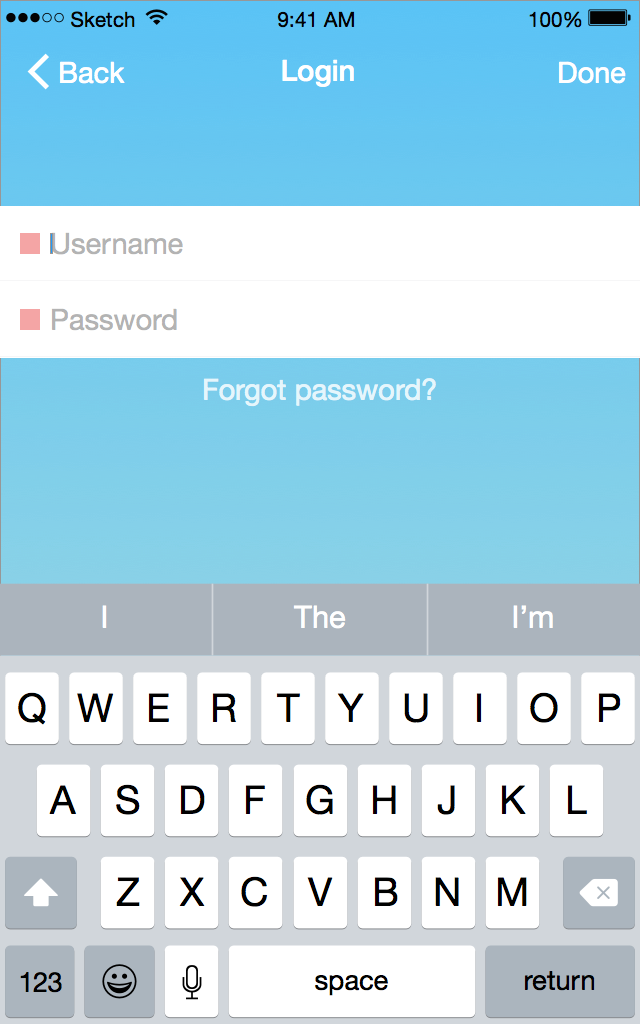 Sketch 9:41 AM 100%
Back Login Done
Username
Password
Forgot password?
I The I’m
Q W E R T Y U I O P
A S D F G H J K L
Z X C V B N M
123 space return